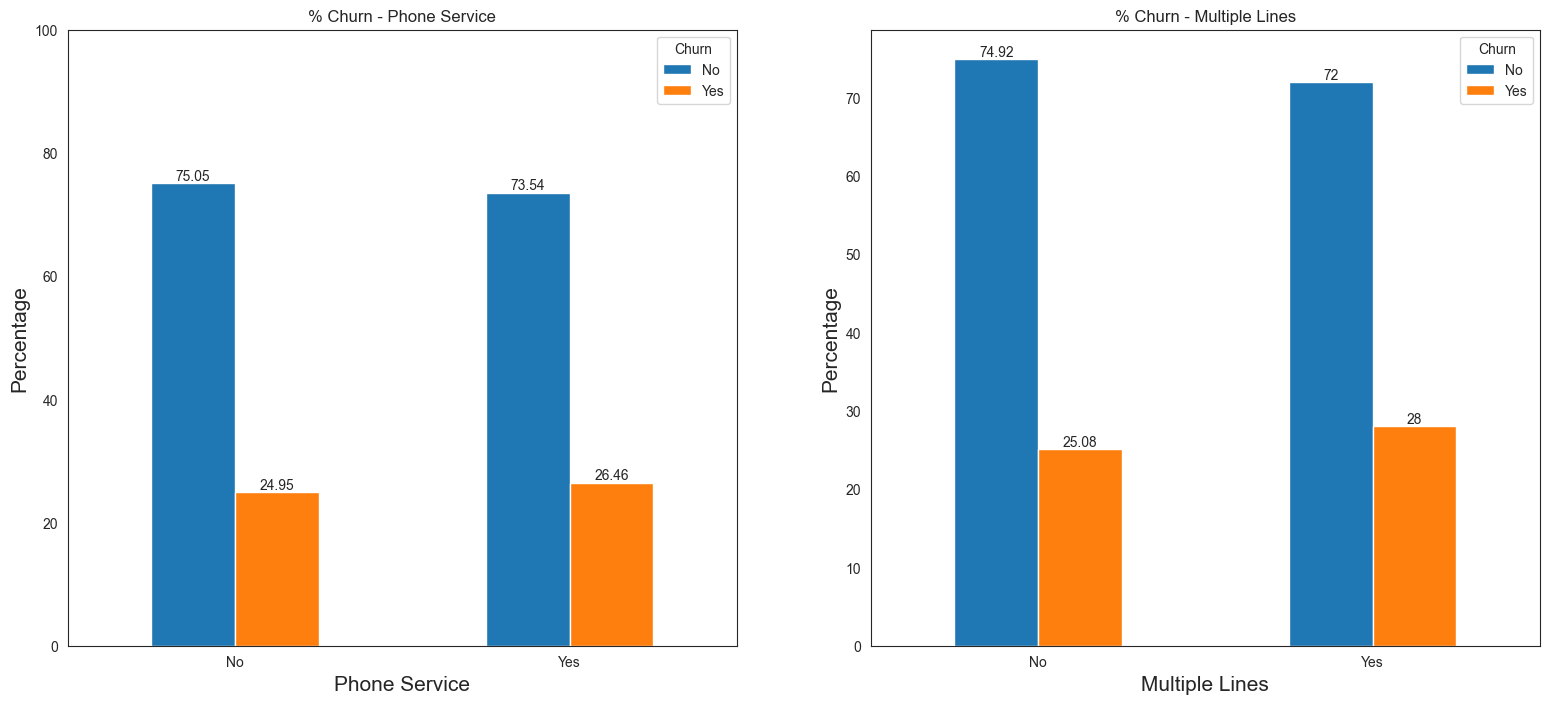 % Churn - Phone Service
100
80
60
40
20
0
Percentage
75.05
24.95
73.54
26.46
Churn
No
Yes
No
Yes
Phone Service
% Churn - Multiple Lines
70
60
50
40
30
20
10
0
Percentage
74.92
25.08
72
28
Churn
No
Yes
No
Yes
Multiple Lines